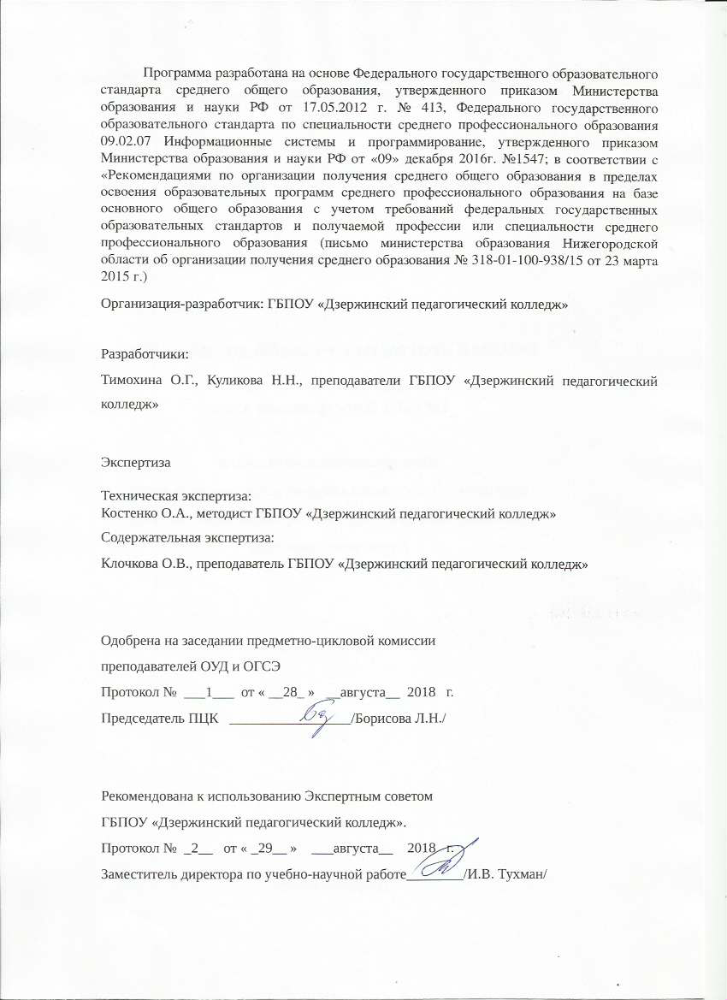 Программа разработана на основе Федерального государственного образовательного
стандарта среднего общего образования, утвержденного приказом Министерства
образования и науки РФ от 17.05.2012 г. № 413, Федерального государственного
образовательного стандарта по специальности среднего профессионального образования
09.02.07 Информационные системы и программирование, утвержденного приказом
Министерства образования и науки РФ от «09» декабря 2016г. №1547; в соответствии с
«Рекомендациями по организации получения среднего общего образования в пределах
освоения образовательных программ среднего профессионального образования на базе
основного общего образования с учетом требований федеральных государственных
образовательных стандартов и получаемой профессии или специальности среднего
профессионального образования (письмо министерства образования Нижегородской
области об организации получения среднего образования № 318-01-100-938/15 от 23 марта
2015 г.)
Организация-разработчик: ГБПОУ «Дзержинский педагогический колледж»
Разработчики:
Тимохина О.Г., Куликова Н.Н., преподаватели ГБПОУ «Дзержинский педагогический
колледж»
Экспертиза
Техническая экспертиза:
Костенко О.А., методист ГБПОУ «Дзержинский педагогический колледж»
Содержательная экспертиза:
Клочкова О.В., преподаватель ГБПОУ «Дзержинский педагогический колледж»
Одобрена на заседании предметно-цикловой комиссии
преподавателей ОУД и ОГСЭ
Протокол № ___1___ от « __28_ » __августа__ 2018 г.
Председатель ПЦК _________________/Борисова Л.Н./
Рекомендована к использованию Экспертным советом
ГБПОУ «Дзержинский педагогический колледж».
Протокол № _2__ от « _29__ » ___августа__ 2018 г.
Заместитель директора по учебно-научной работе________/И.В. Тухман/